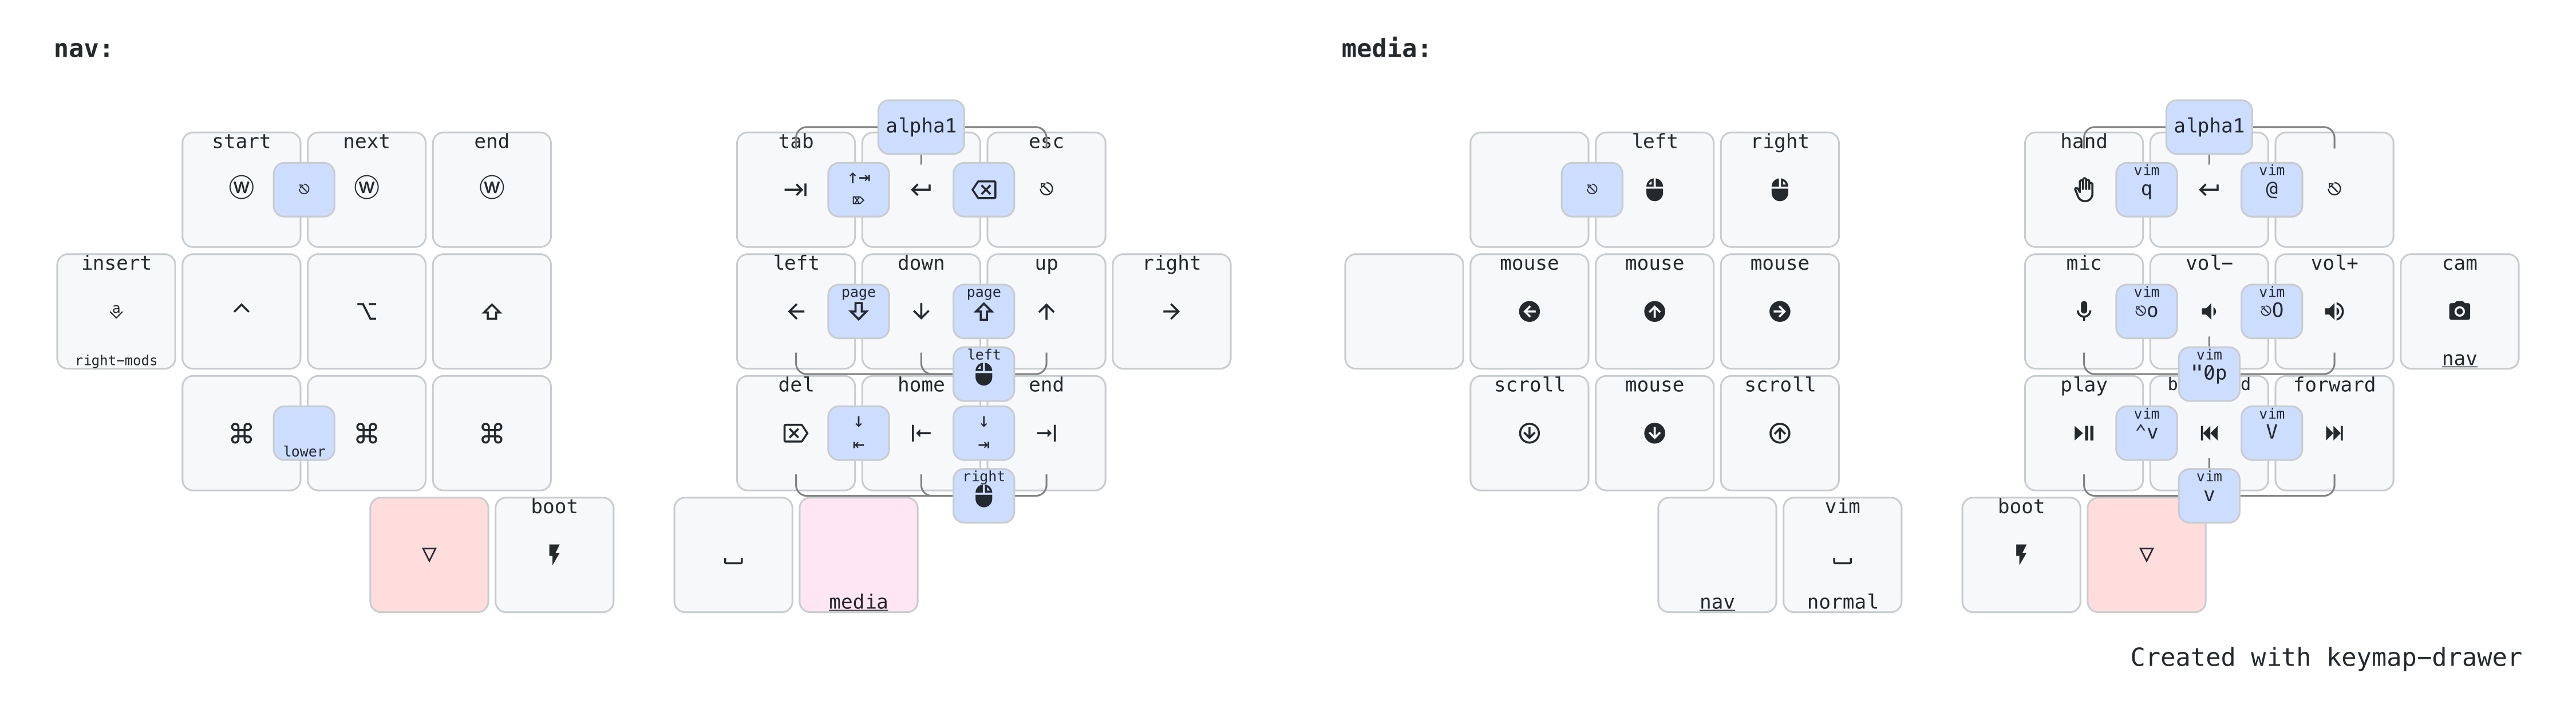 nav:
alpha1
start next end
Ⓦ Ⓦ Ⓦ
tab esc
insert
a
right-mods
left down up right
page page
left
lower
del home end
right
boot
media
media:
alpha1
left right
hand
vim q
vim @
mouse mouse mouse
mic vol− vol+ cam
vim o
vim O
nav
vim "0p
scroll mouse scroll
play forward
vim ^v
vim V
vim v
nav
vim
normal
boot
Created with keymap-drawer